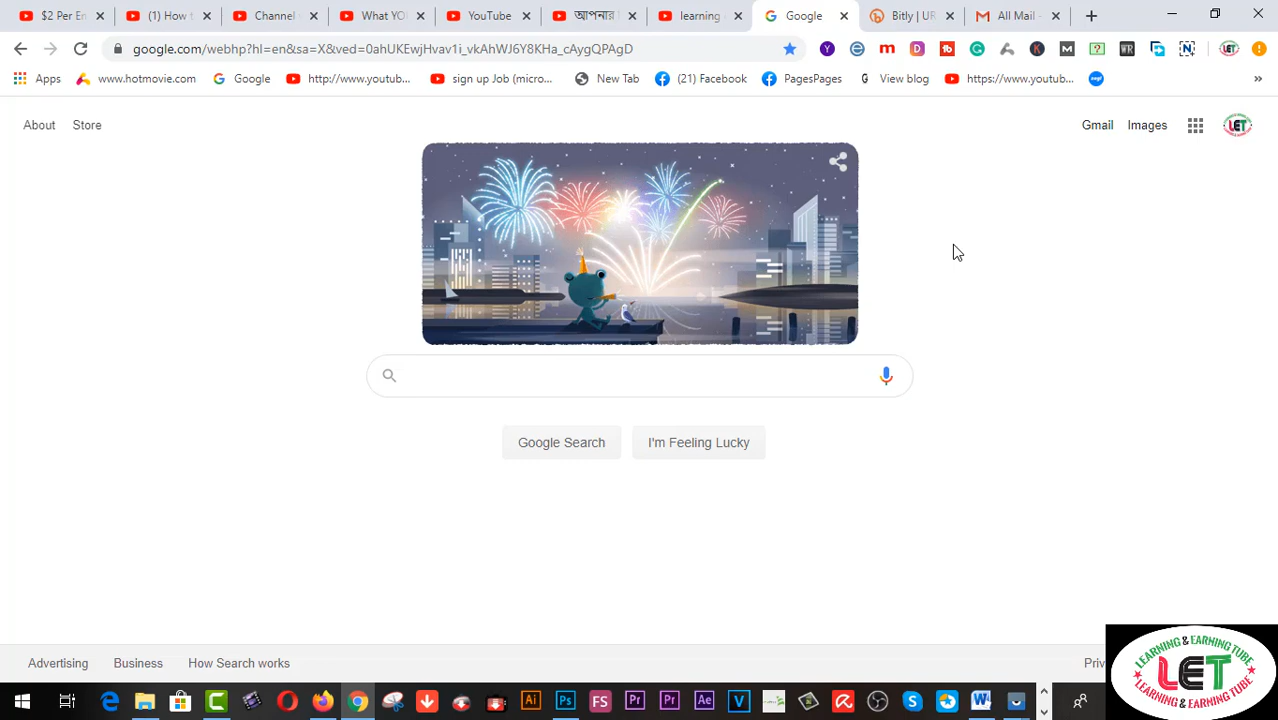 $2 Per En
(1) How t
Channel
What YO
YouTube
আপনার
learning
Google
Bitly | UR
All Mail -
google.com/webhp?hl=en&sa=X&ved=0ahUKEwjHvav1i_vkAhWJ6Y8KHa_cAygQPAgD
Apps
www.hotmovie.com
Google
http://www.youtub...
sign up Job (micro...
New Tab
(21) Facebook
PagesPages
View blog
https://www.youtub...
»
About
Store
Gmail
Images
LET
Google Search
I'm Feeling Lucky
Advertising
Business
How Search works
Priv
LEARNING & EARNING TUBE
LET
LEARNING & EARNING TUBE